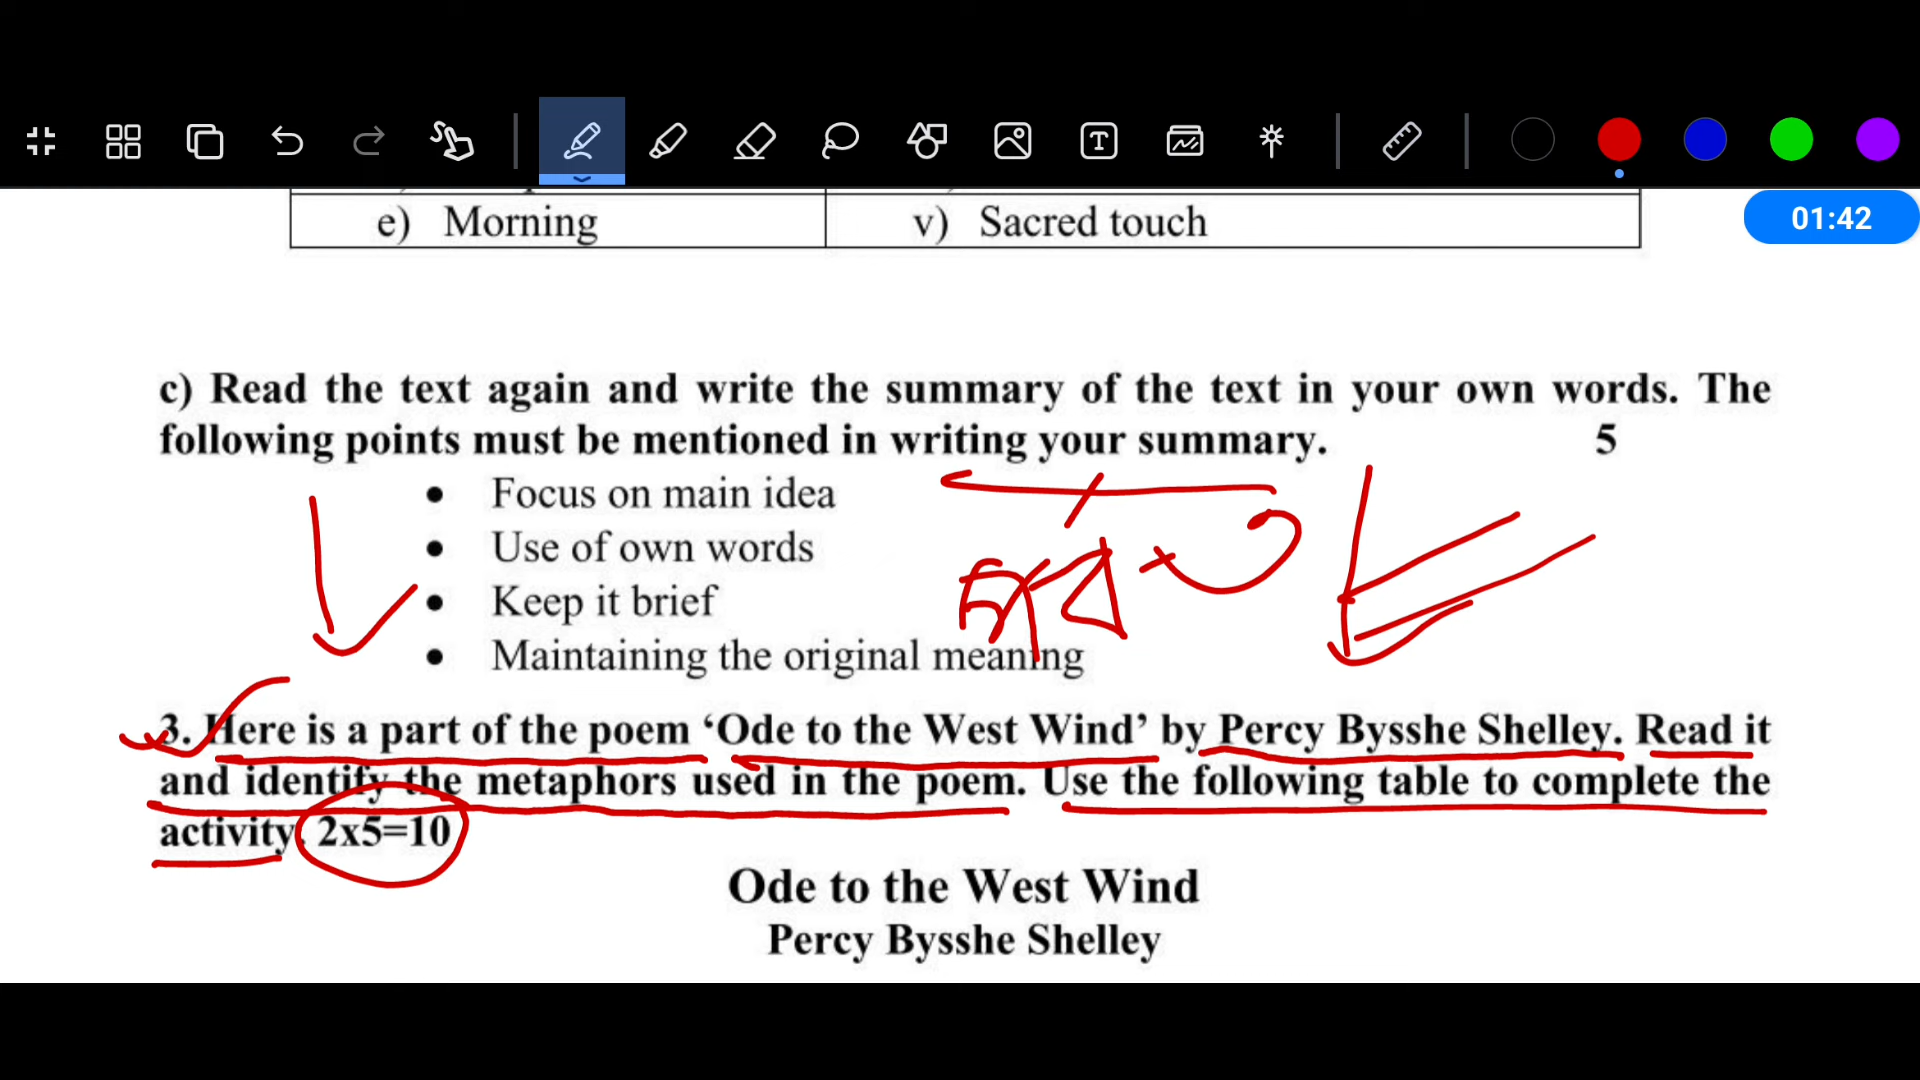 01:42
e) Morning v) Sacred touch
c) Read the text again and write the summary of the text in your own words. The
following points must be mentioned in writing your summary. 5
• Focus on main idea
• Use of own words
• Keep it brief
• Maintaining the original meaning
3. Here is a part of the poem ‘Ode to the West Wind’ by Percy Bysshe Shelley. Read it
and identify the metaphors used in the poem. Use the following table to complete the
activity. 2x5=10
Ode to the West Wind
Percy Bysshe Shelley